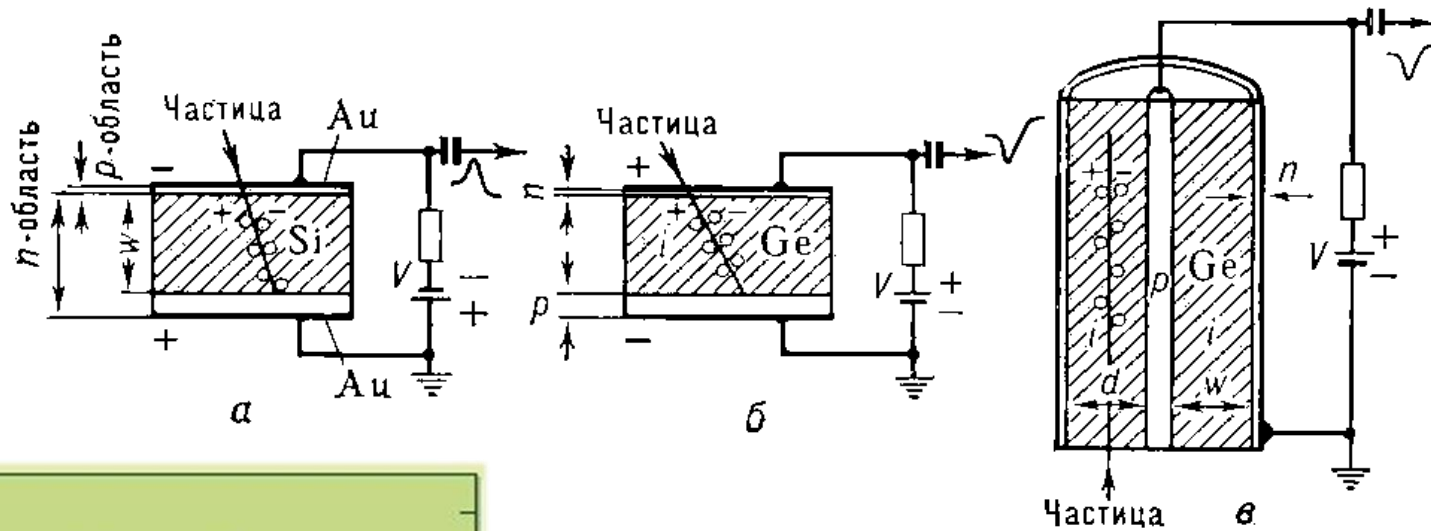 Частица
Au
p-область
n-область
w
−
+ −
Si
V
−
+
+
Au
а
Частица
+
n
+ −
i
Ge
p
V
+
−
−
б
+ −
n
p
Ge
i
i
d
w
V
+
−
Частица
в